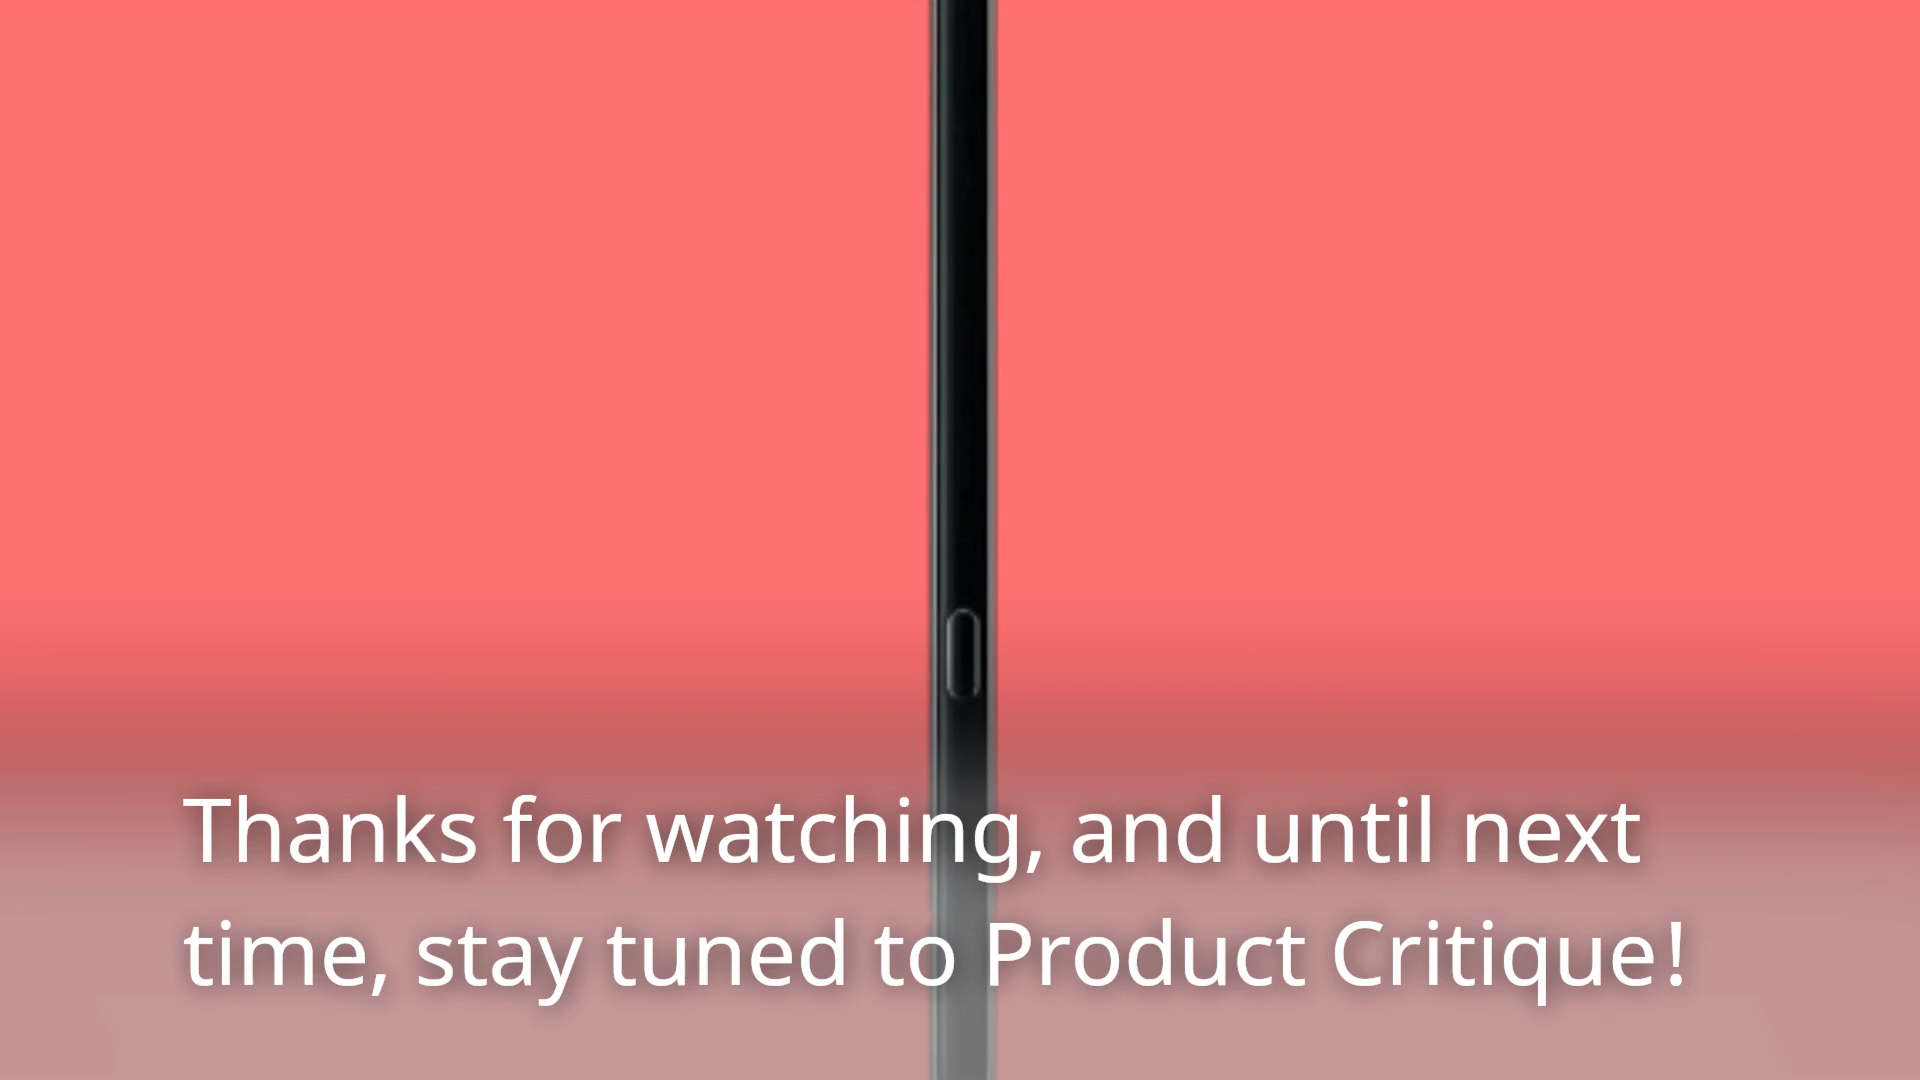 Thanks for watching, and until next
time, stay tuned to Product Critique!